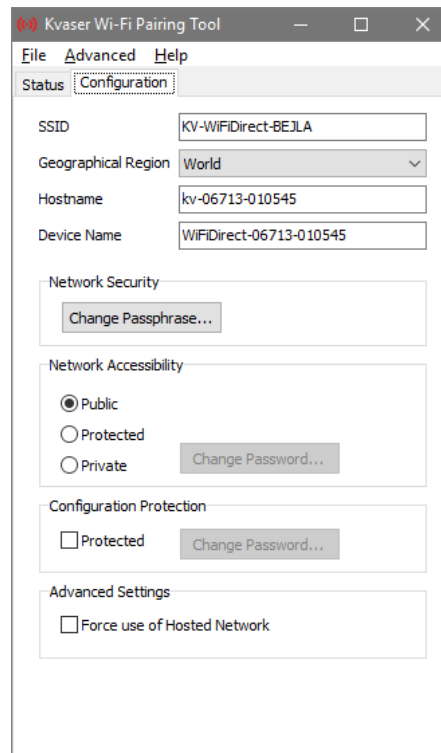 Kvaser Wi-Fi Pairing Tool
File Advanced Help
Status Configuration
SSID KV-WiFiDirect-BEJLA
Geographical Region World
Hostname kv-06713-010545
Device Name WiFiDirect-06713-010545
Network Security
Change Passphrase...
Network Accessibility
Public
Protected
Private Change Password...
Configuration Protection
Protected Change Password...
Advanced Settings
Force use of Hosted Network